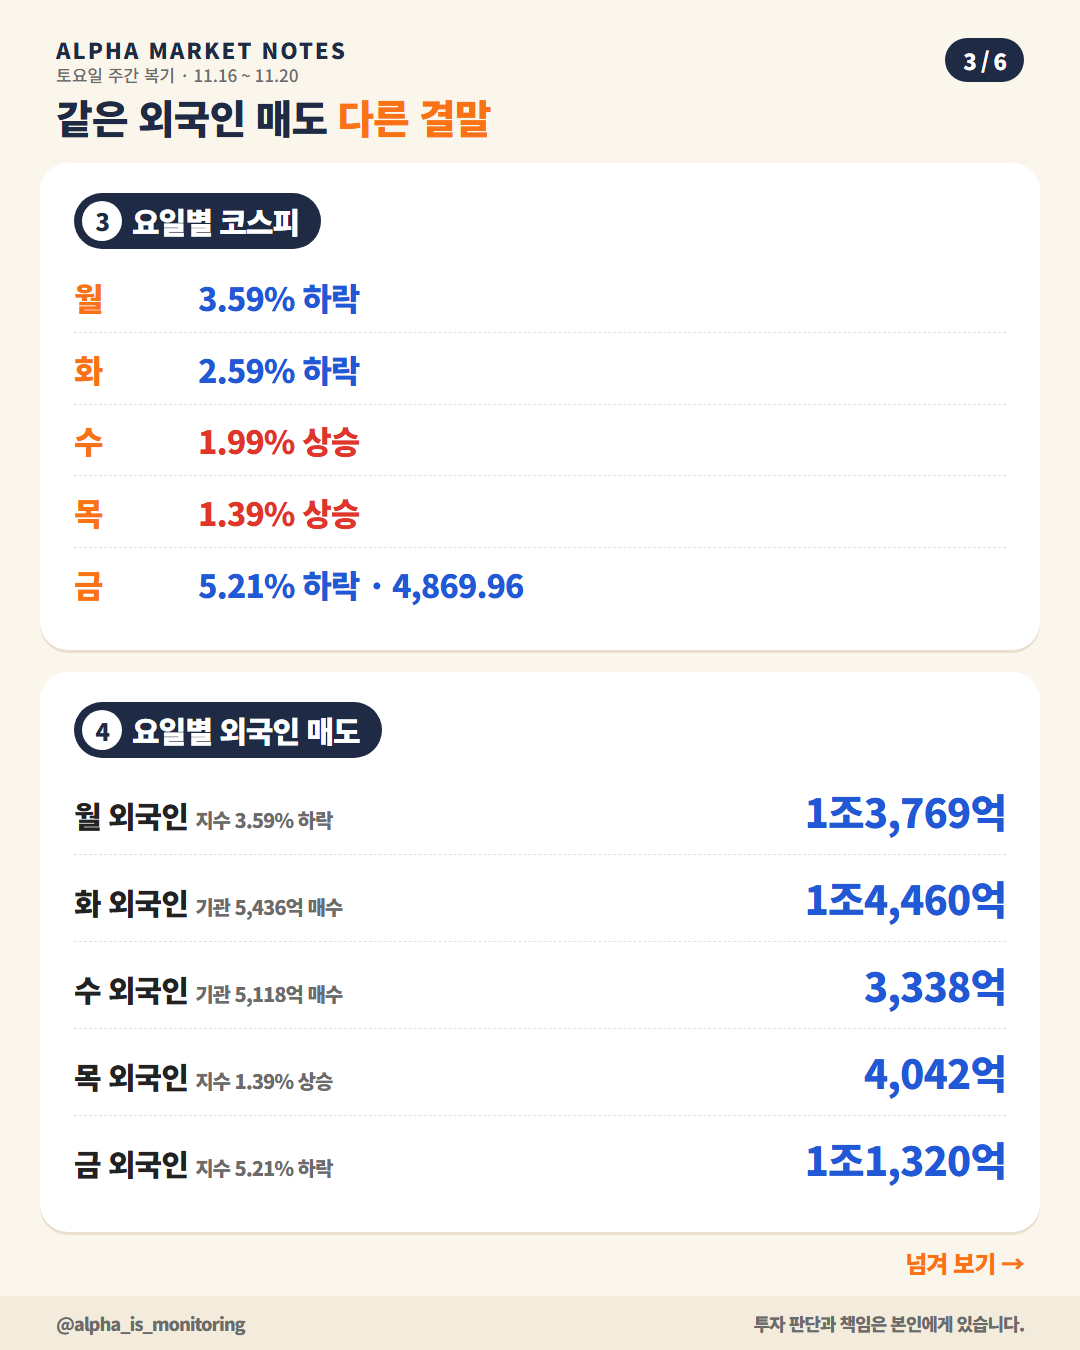 ALPHA MARKET NOTES
토요일 주간 복기 · 11.16 ~ 11.20
3 / 6
같은 외국인 매도 다른 결말
3 요일별 코스피
월 3.59% 하락
화 2.59% 하락
수 1.99% 상승
목 1.39% 상승
금 5.21% 하락 · 4,869.96
4 요일별 외국인 매도
월 외국인 지수 3.59% 하락 1조3,769억
화 외국인 기관 5,436억 매수 1조4,460억
수 외국인 기관 5,118억 매수 3,338억
목 외국인 지수 1.39% 상승 4,042억
금 외국인 지수 5.21% 하락 1조1,320억
넘겨 보기 →
@alpha_is_monitoring 투자 판단과 책임은 본인에게 있습니다.